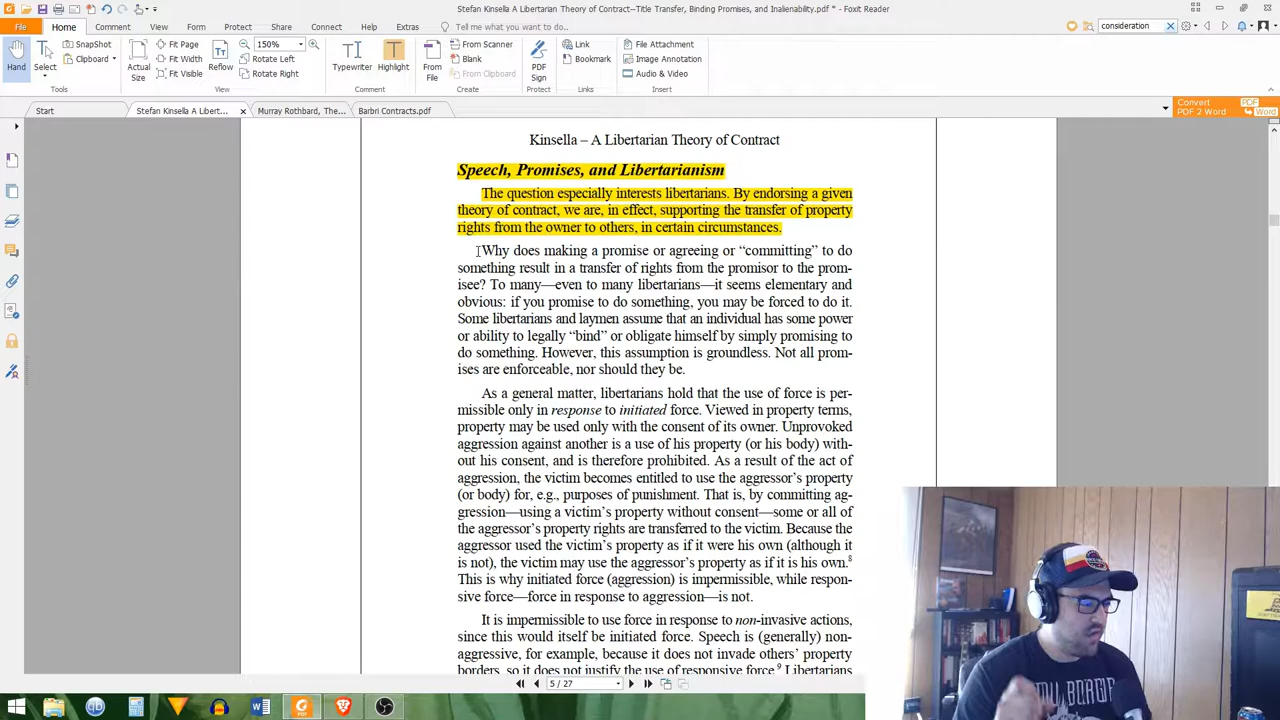 Stefan Kinsella A Libertarian Theory of Contract--Title Transfer, Binding Promises, and Inalienability.pdf * - Foxit Reader
File Home Comment View Form Protect Share Connect Help Extras Tell me what you want to do... consideration
Hand
Select
SnapShot
Clipboard
Tools
Actual Size
Fit Page
Fit Width
Fit Visible
Reflow
150%
Rotate Left
Rotate Right
View
Typewriter
Highlight
Comment
From File
From Scanner
Blank
From Clipboard
Create
PDF Sign
Protect
Link
Bookmark
Links
File Attachment
Image Annotation
Audio & Video
Insert
Start Stefan Kinsella A Libert... Murray Rothbard, The... Barbri Contracts.pdf
Convert PDF
PDF 2 Word Word
Kinsella – A Libertarian Theory of Contract
Speech, Promises, and Libertarianism
The question especially interests libertarians. By endorsing a given
theory of contract, we are, in effect, supporting the transfer of property
rights from the owner to others, in certain circumstances.
Why does making a promise or agreeing or “committing” to do
something result in a transfer of rights from the promisor to the prom-
isee? To many—even to many libertarians—it seems elementary and
obvious: if you promise to do something, you may be forced to do it.
Some libertarians and laymen assume that an individual has some power
or ability to legally “bind” or obligate himself by simply promising to
do something. However, this assumption is groundless. Not all prom-
ises are enforceable, nor should they be.
As a general matter, libertarians hold that the use of force is per-
missible only in response to initiated force. Viewed in property terms,
property may be used only with the consent of its owner. Unprovoked
aggression against another is a use of his property (or his body) with-
out his consent, and is therefore prohibited. As a result of the act of
aggression, the victim becomes entitled to use the aggressor’s property
(or body) for, e.g., purposes of punishment. That is, by committing ag-
gression—using a victim’s property without consent—some or all of
the aggressor’s property rights are transferred to the victim. Because the
aggressor used the victim’s property as if it were his own (although it
is not), the victim may use the aggressor’s property as if it is his own.8
This is why initiated force (aggression) is impermissible, while respon-
sive force—force in response to aggression—is not.
It is impermissible to use force in response to non-invasive actions,
since this would itself be initiated force. Speech is (generally) non-
aggressive, for example, because it does not invade others’ property
borders, so it does not justify the use of responsive force.9 Libertarians
5 / 27